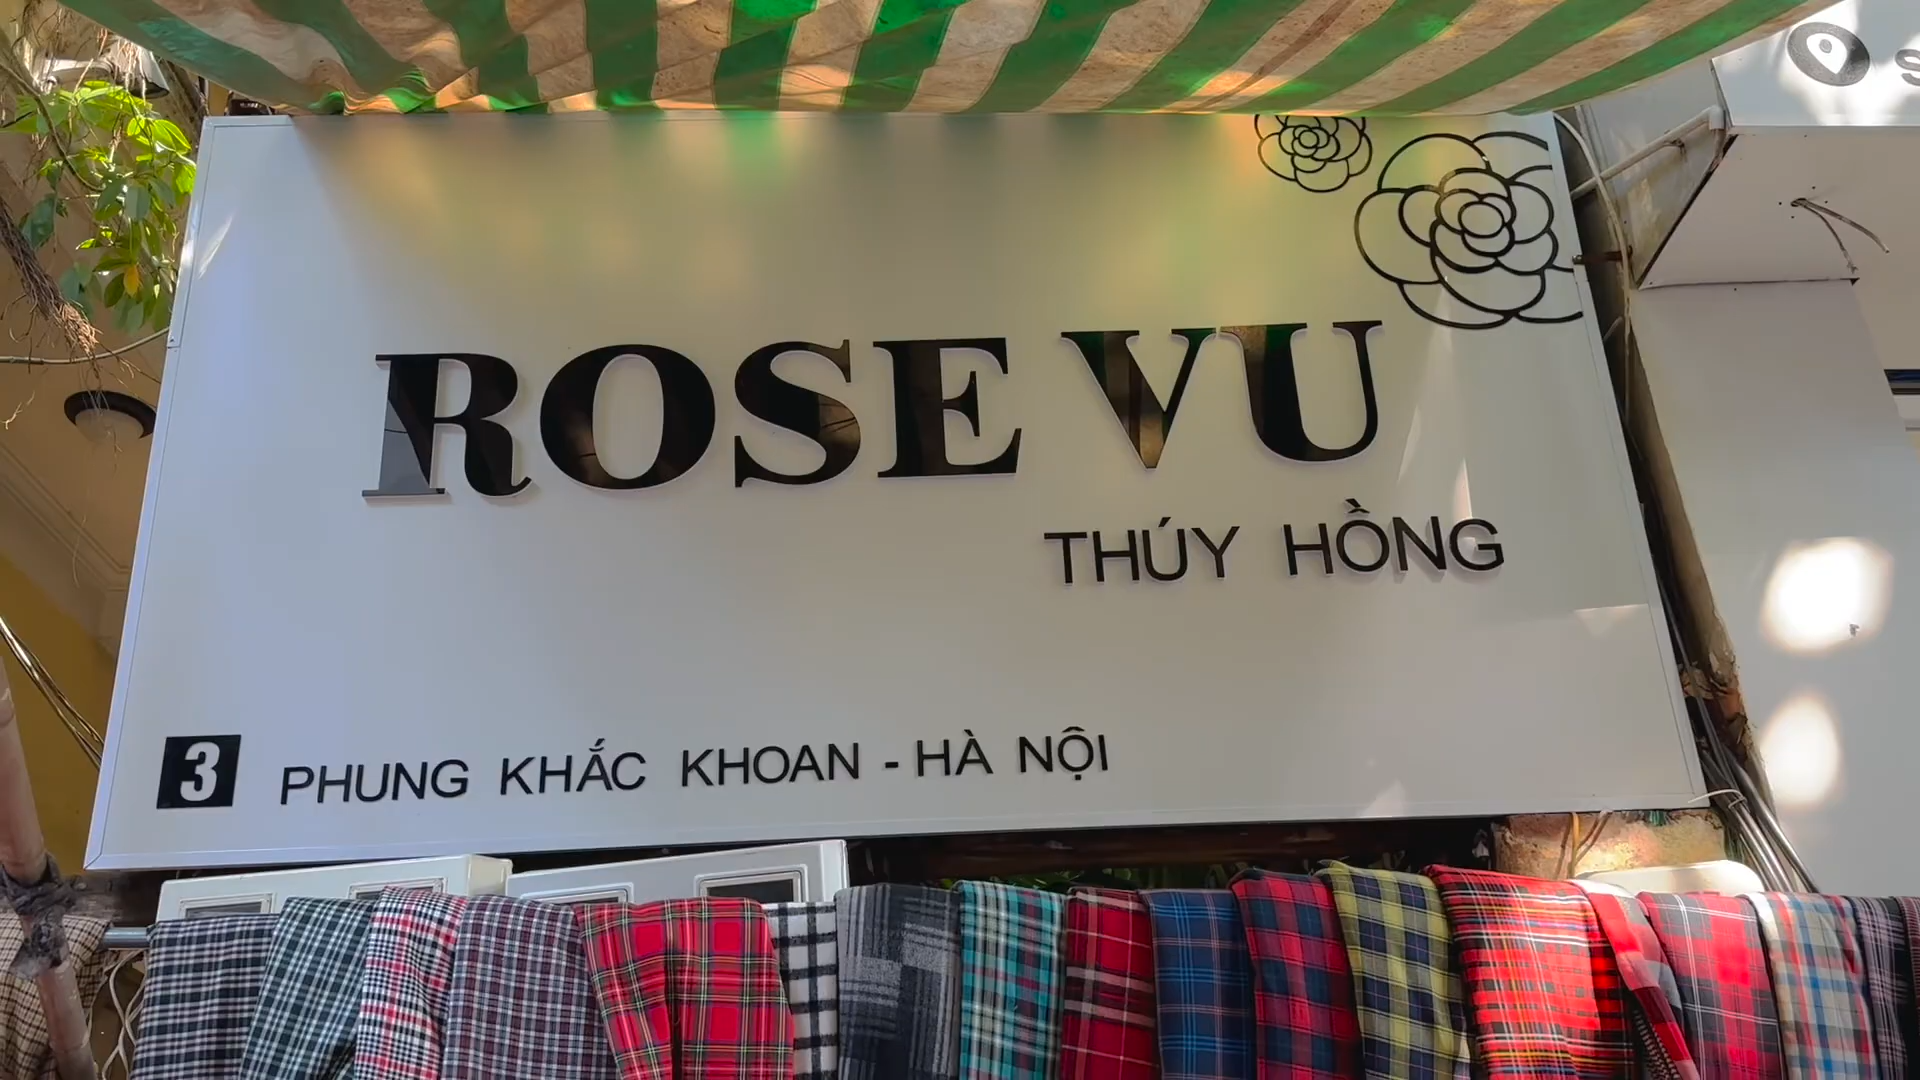 ROSE VU
THÚY HỒNG
3 PHUNG KHẮC KHOAN - HÀ NỘI